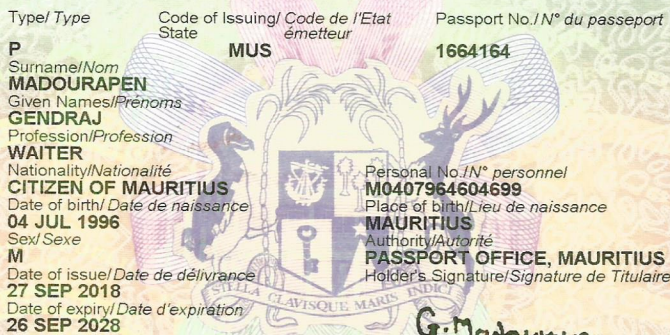 Type/ Type Code of Issuing/ Code de l'Etat Passport No./ N° du passeport
State émetteur
P MUS 1664164
Surname/Nom
MADOURAPEN
Given Names/Prénoms
GENDRAJ
Profession/Profession
WAITER
Nationality/Nationalité Personal No./N° personnel
CITIZEN OF MAURITIUS M0407964604699
Date of birth/ Date de naissance Place of birth/ Lieu de naissance
04 JUL 1996 MAURITIUS
Sex/ Sexe Authority/Autorité
M PASSPORT OFFICE, MAURITIUS
Date of issue/ Date de délivrance Holder's Signature/Signature de Titulaire
27 SEP 2018
STELLA CLAVISQUE MARIS INDICI
Date of expiry/ Date d'expiration
26 SEP 2028
G.